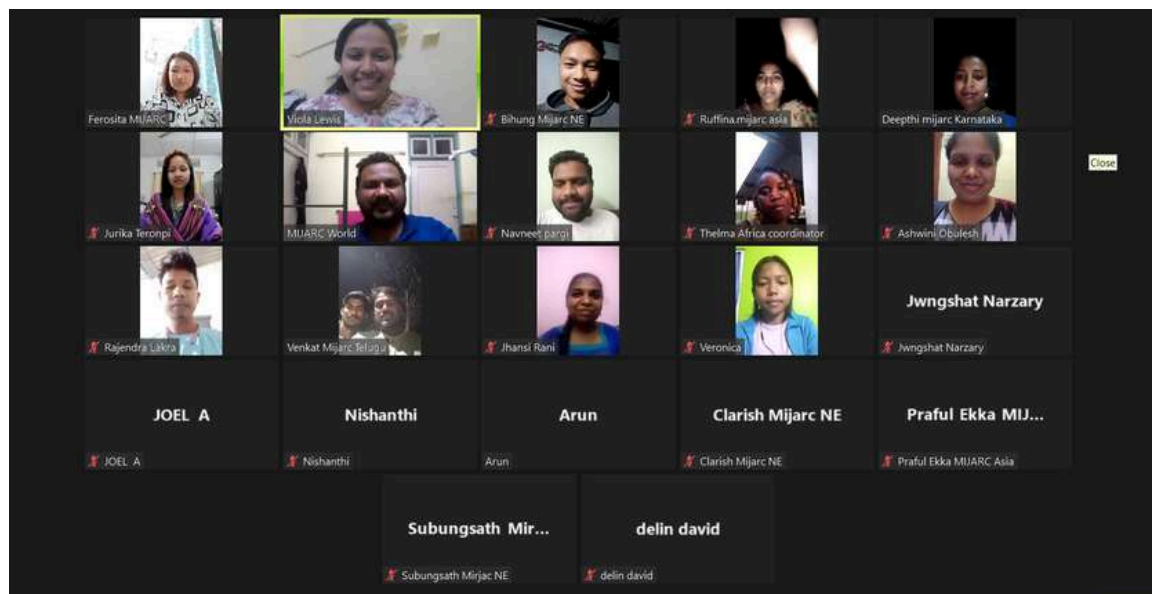 Ferosita MIJARC
Viola Lewis
Bihung Mijarc NE
Ruffina.mijarc asia
Deepthi mijarc Karnataka
Close
Jurika Teronpi
MIJARC World
Navneet pargi
Thelma Africa coordinator
Ashwini Obulesh
Rajendra Lakra
Venkat Mijarc Telugu
Jhansi Rani
Veronica
Jwngshat Narzary
Jwngshat Narzary
JOEL A
Nishanthi
Arun
Clarish Mijarc NE
Praful Ekka MIJ...
JOEL A
Nishanthi
Arun
Clarish Mijarc NE
Praful Ekka MIJARC Asia
Subungsath Mir...
delin david
Subungsath Mirjac NE
delin david